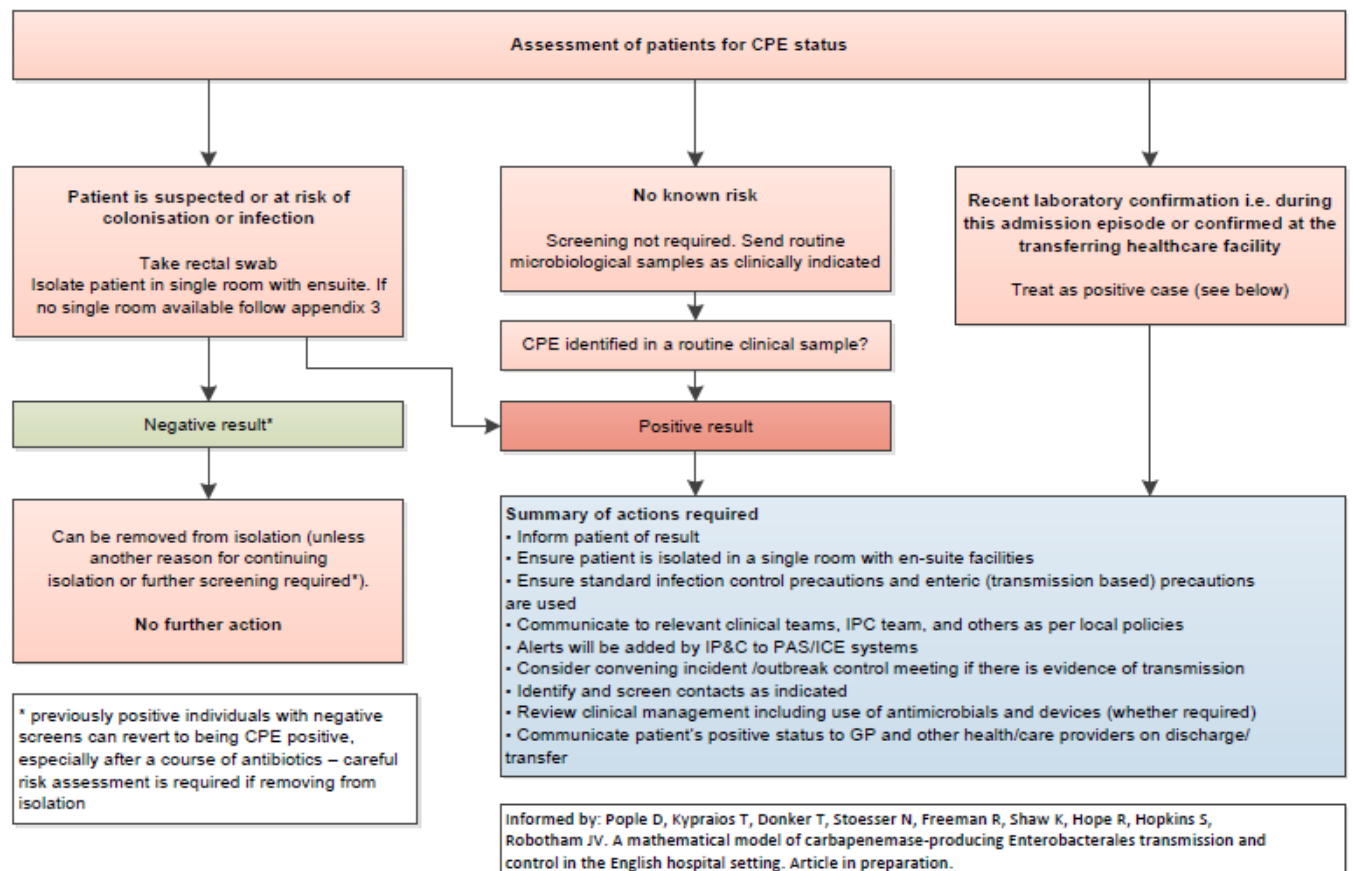 Assessment of patients for CPE status
Patient is suspected or at risk of
colonisation or infection
Take rectal swab
Isolate patient in single room with ensuite. If
no single room available follow appendix 3
No known risk
Screening not required. Send routine
microbiological samples as clinically indicated
Recent laboratory confirmation i.e. during
this admission episode or confirmed at the
transferring healthcare facility
Treat as positive case (see below)
CPE identified in a routine clinical sample?
Negative result*
Positive result
Can be removed from isolation (unless
another reason for continuing
isolation or further screening required*).
No further action
Summary of actions required
▪ Inform patient of result
▪ Ensure patient is isolated in a single room with en-suite facilities
▪ Ensure standard infection control precautions and enteric (transmission based) precautions
are used
▪ Communicate to relevant clinical teams, IPC team, and others as per local policies
▪ Alerts will be added by IP&C to PAS/ICE systems
▪ Consider convening incident /outbreak control meeting if there is evidence of transmission
▪ Identify and screen contacts as indicated
▪ Review clinical management including use of antimicrobials and devices (whether required)
▪ Communicate patient's positive status to GP and other health/care providers on discharge/
transfer
* previously positive individuals with negative
screens can revert to being CPE positive,
especially after a course of antibiotics – careful
risk assessment is required if removing from
isolation
Informed by: Pople D, Kypraios T, Donker T, Stoesser N, Freeman R, Shaw K, Hope R, Hopkins S,
Robotham JV. A mathematical model of carbapenemase-producing Enterobacterales transmission and
control in the English hospital setting. Article in preparation.